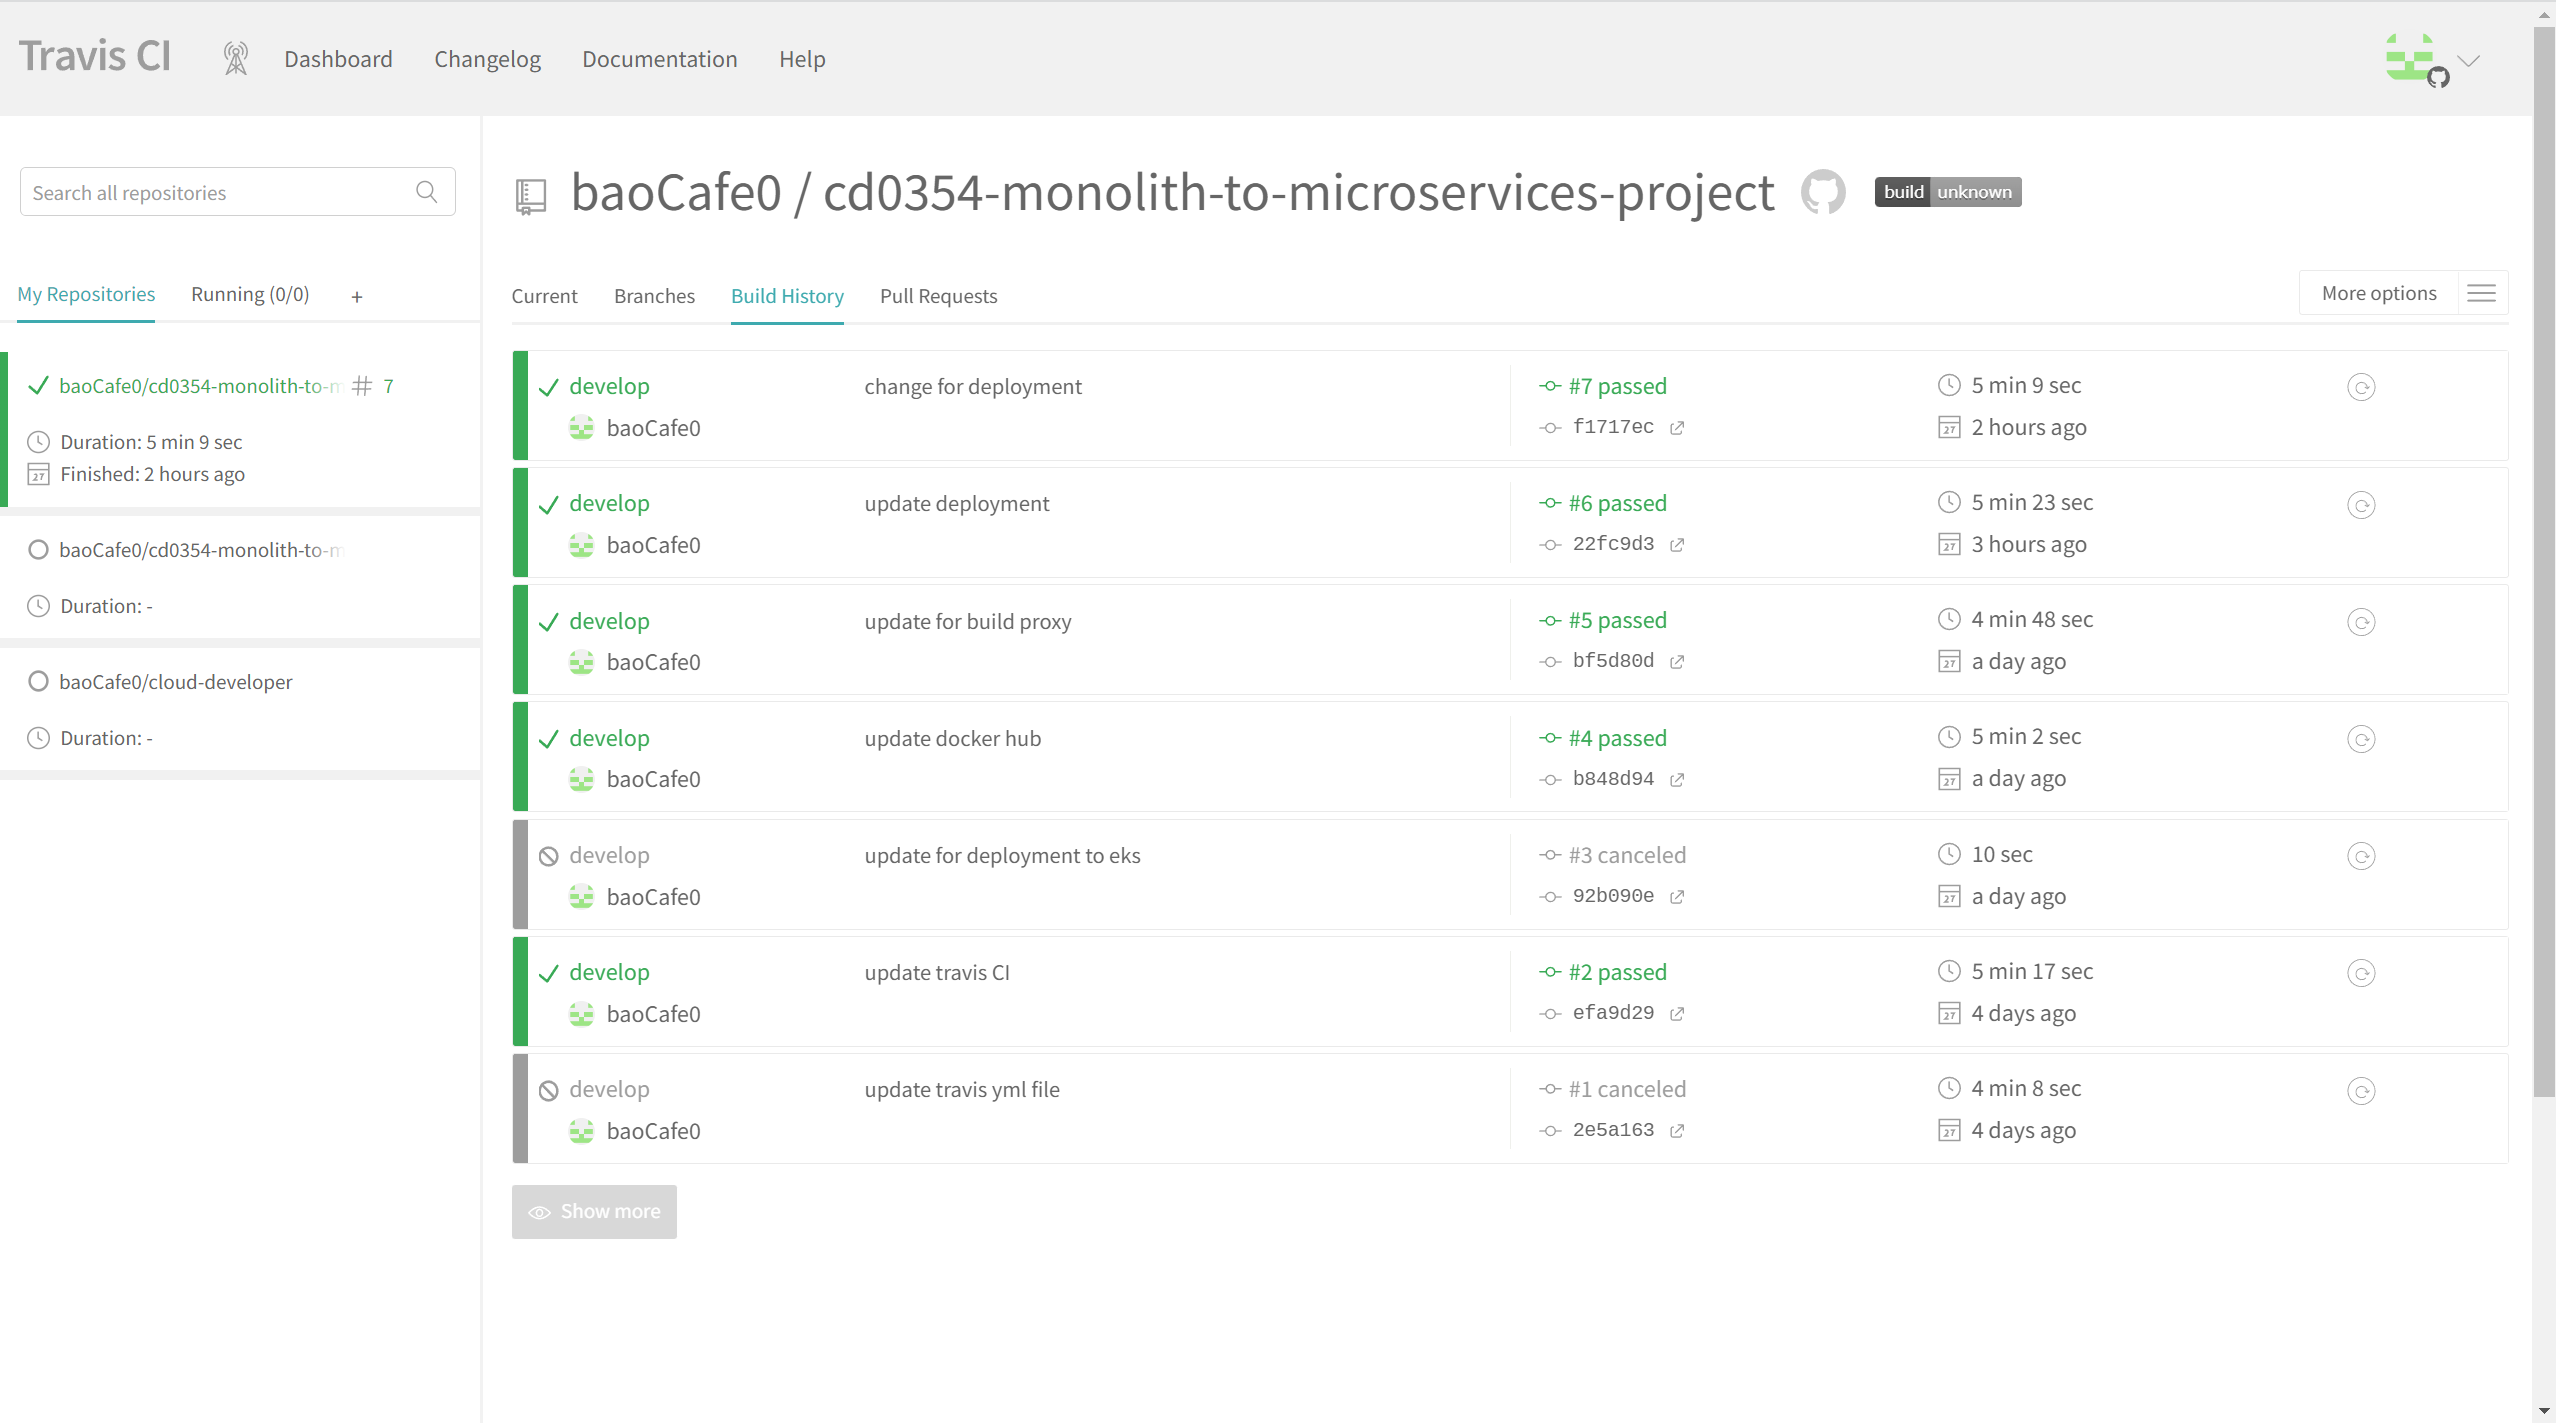 Travis CI
Dashboard
Changelog
Documentation
Help
Search all repositories
My Repositories
Running (0/0)
+
baoCafe0/cd0354-monolith-to-m # 7
Duration: 5 min 9 sec
27 Finished: 2 hours ago
baoCafe0/cd0354-monolith-to-m
Duration: -
baoCafe0/cloud-developer
Duration: -
baoCafe0 / cd0354-monolith-to-microservices-project
build unknown
Current
Branches
Build History
Pull Requests
More options
develop change for deployment #7 passed 5 min 9 sec
baoCafe0 f1717ec 27 2 hours ago
develop update deployment #6 passed 5 min 23 sec
baoCafe0 22fc9d3 27 3 hours ago
develop update for build proxy #5 passed 4 min 48 sec
baoCafe0 bf5d80d 27 a day ago
develop update docker hub #4 passed 5 min 2 sec
baoCafe0 b848d94 27 a day ago
develop update for deployment to eks #3 canceled 10 sec
baoCafe0 92b090e 27 a day ago
develop update travis CI #2 passed 5 min 17 sec
baoCafe0 efa9d29 27 4 days ago
develop update travis yml file #1 canceled 4 min 8 sec
baoCafe0 2e5a163 27 4 days ago
Show more